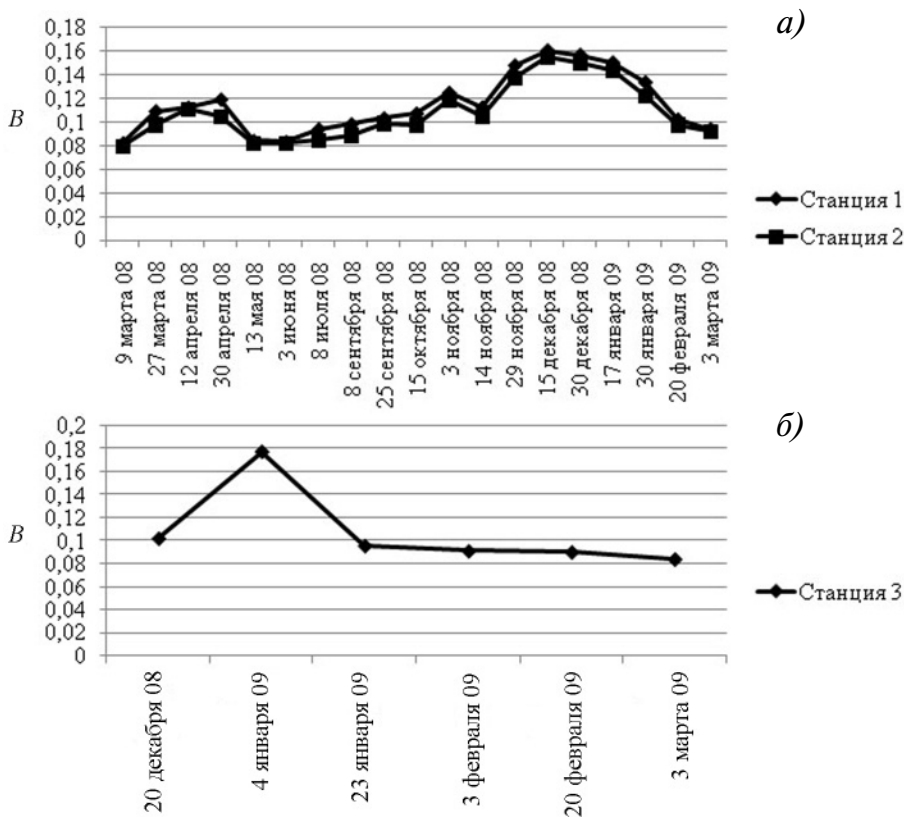 а)
0,18
0,16
0,14
0,12
0,1
0,08
0,06
0,04
0,02
0
B
Станция 1
Станция 2
9 марта 08
27 марта 08
12 апреля 08
30 апреля 08
13 мая 08
3 июня 08
8 июля 08
8 сентября 08
25 сентября 08
15 октября 08
3 ноября 08
14 ноября 08
29 ноября 08
15 декабря 08
30 декабря 08
17 января 09
30 января 09
20 февраля 09
3 марта 09
б)
0,2
0,18
0,16
0,14
0,12
0,1
0,08
0,06
0,04
0,02
0
B
Станция 3
20 декабря 08
4 января 09
23 января 09
3 февраля 09
20 февраля 09
3 марта 09